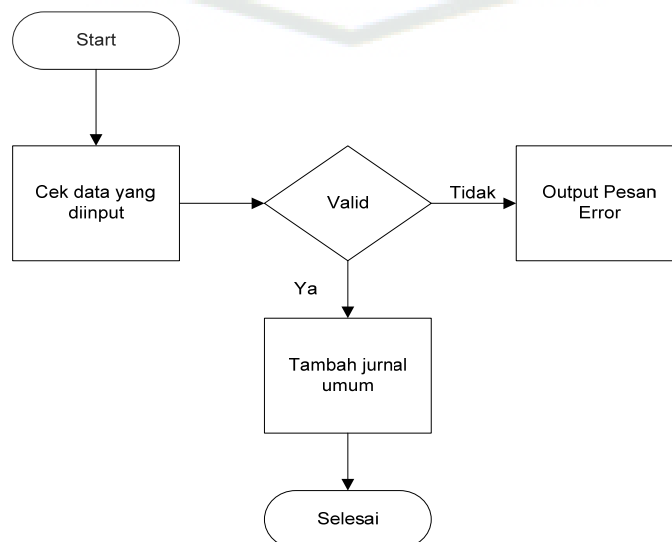 Start
Cek data yang
diinput
Valid
Tidak
Output Pesan
Error
Ya
Tambah jurnal
umum
Selesai